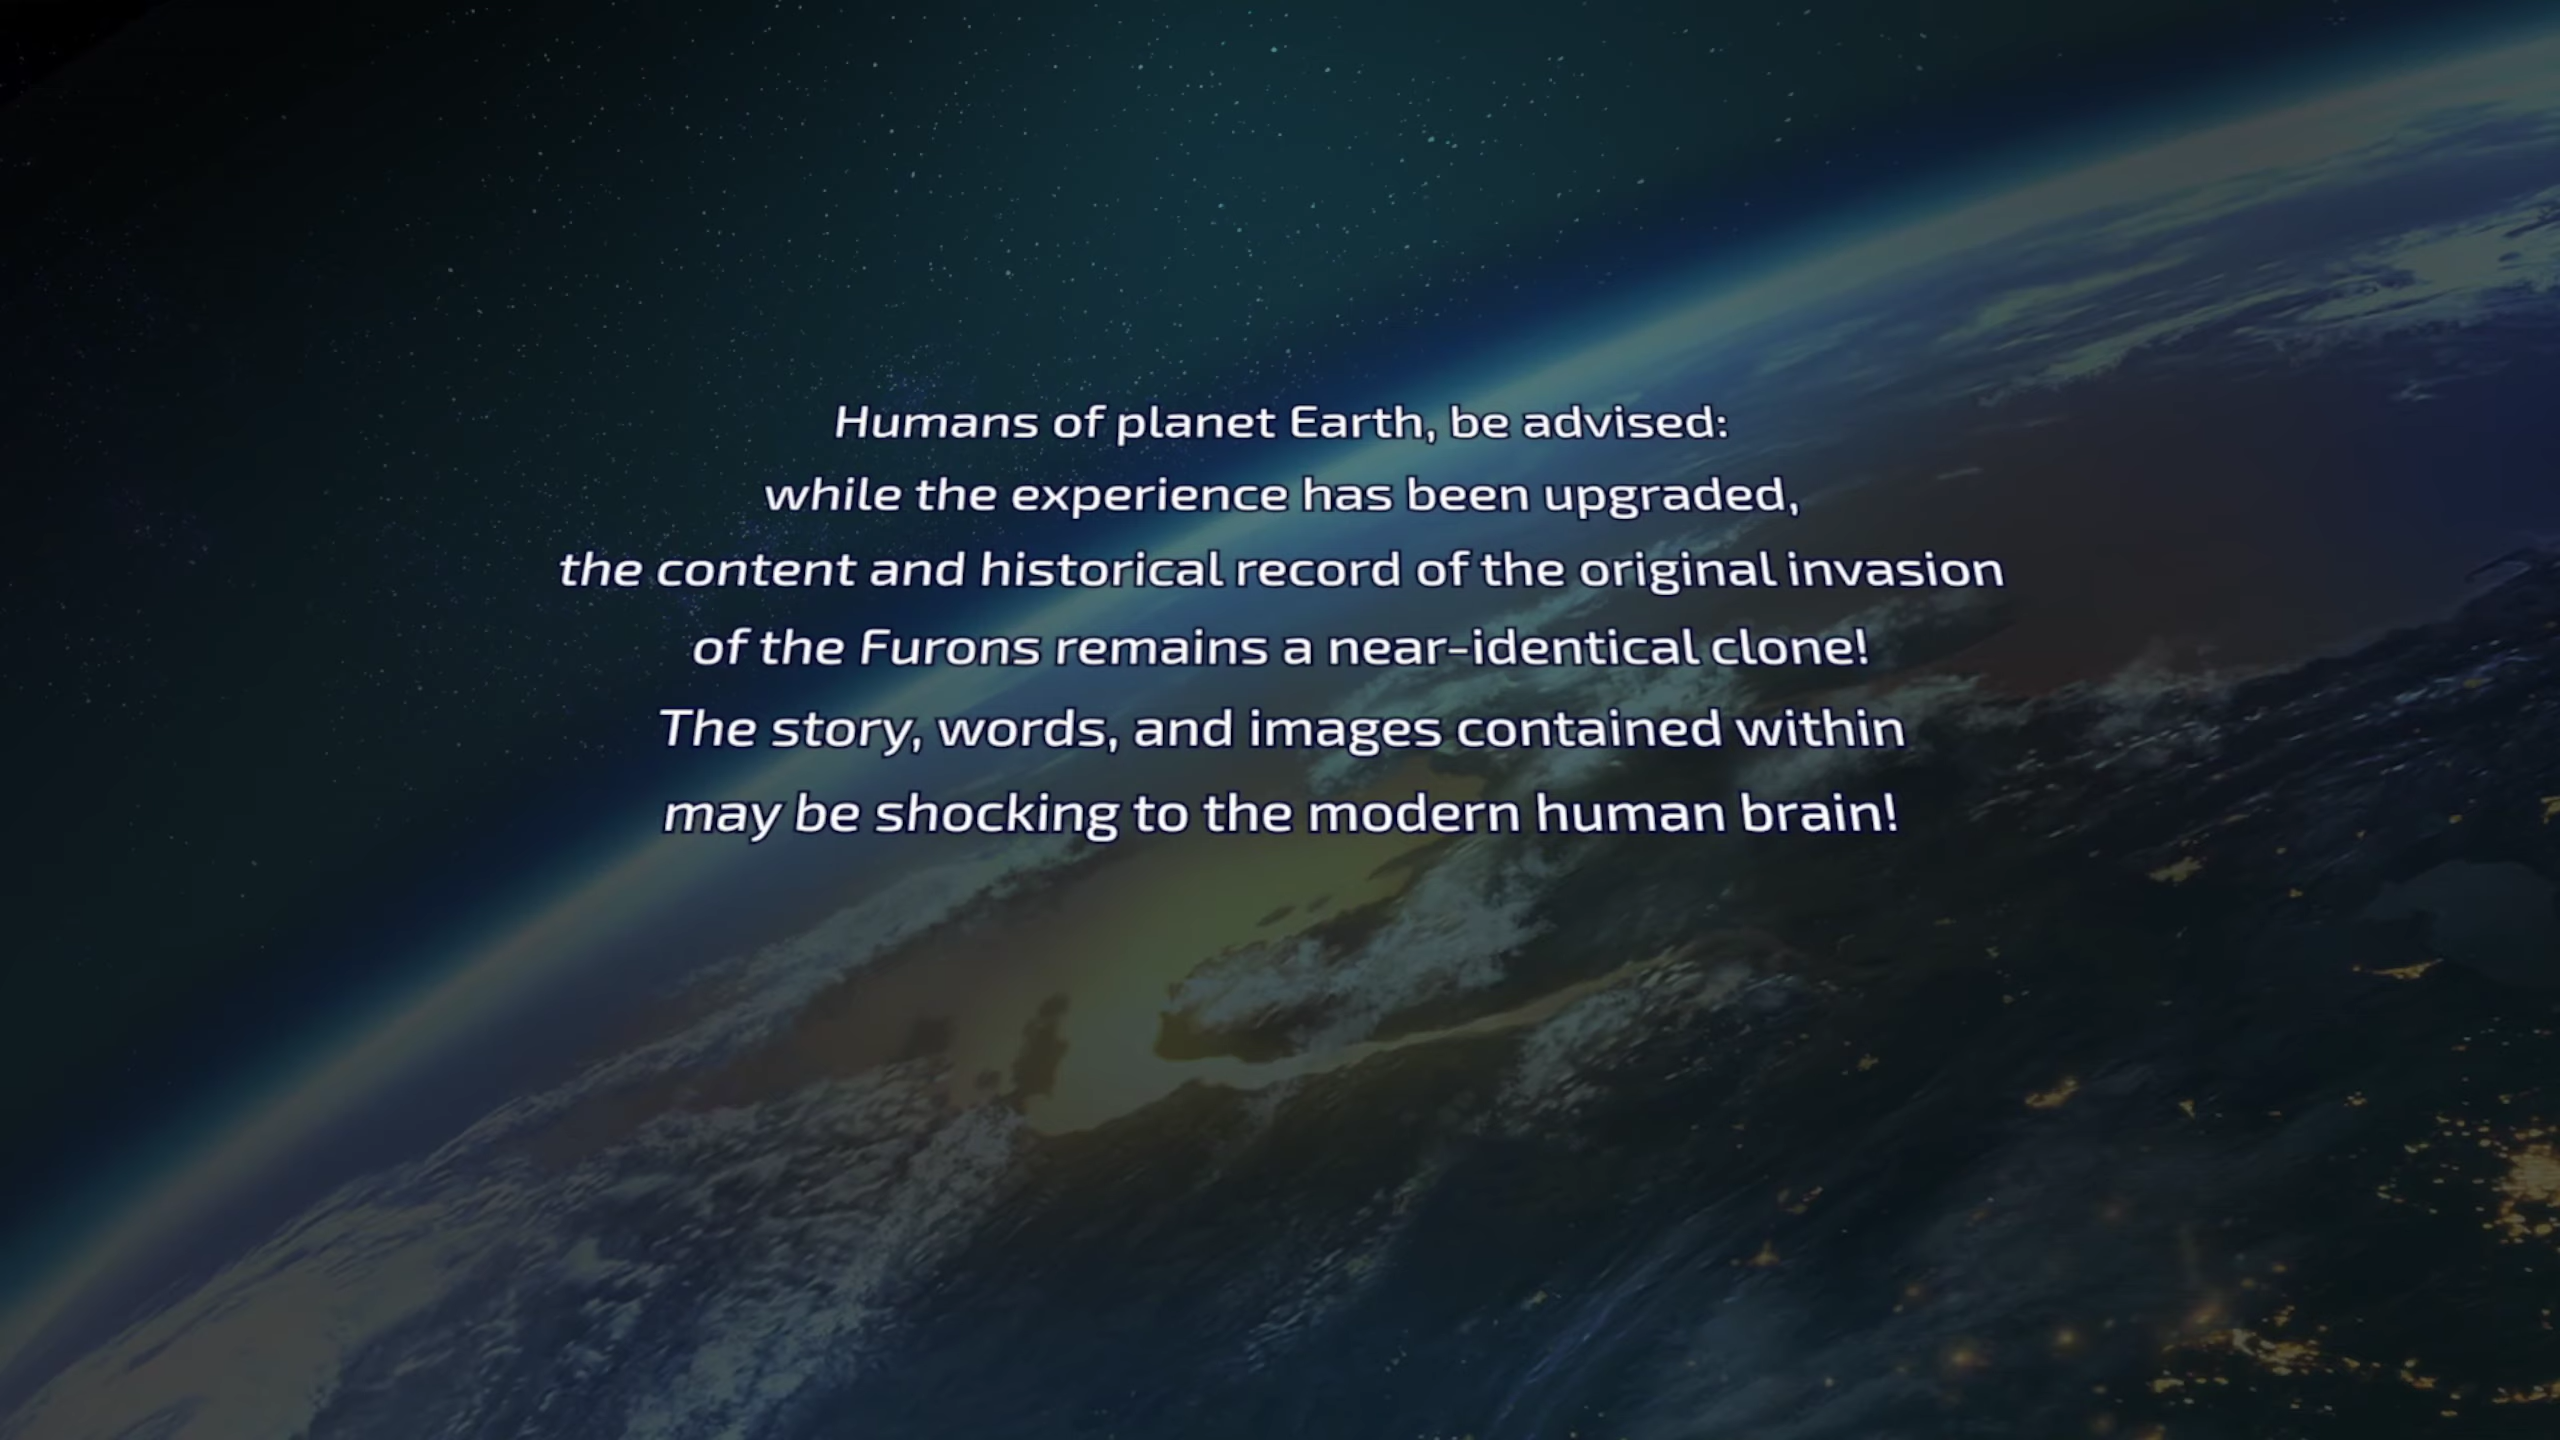 Humans of planet Earth, be advised:
while the experience has been upgraded,
the content and historical record of the original invasion
of the Furons remains a near-identical clone!
The story, words, and images contained within
may be shocking to the modern human brain!